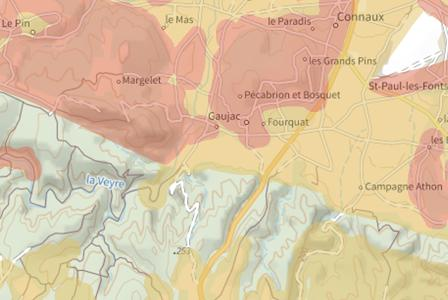 le Mas
le Paradis
Connaux
Le Pin
les Grands Pins
Margelet
St-Paul-les-Fonts
Pécabrion et Bosquet
Gaujac
Fourquat
la Veyre
Campagne Athon
.253